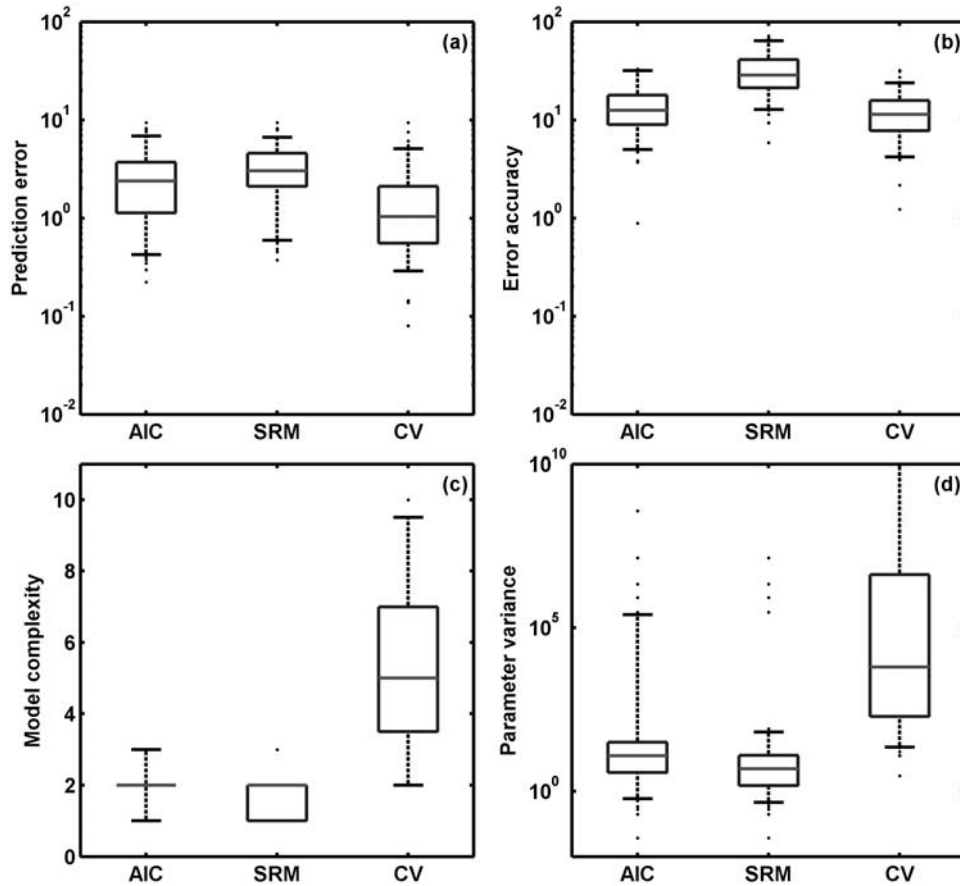 (a)
Prediction error
10^2
10^1
10^0
10^-1
10^-2
AIC SRM CV
(b)
Error accuracy
10^2
10^1
10^0
10^-1
10^-2
AIC SRM CV
(c)
Model complexity
10
8
6
4
2
0
AIC SRM CV
(d)
Parameter variance
10^10
10^5
10^0
AIC SRM CV